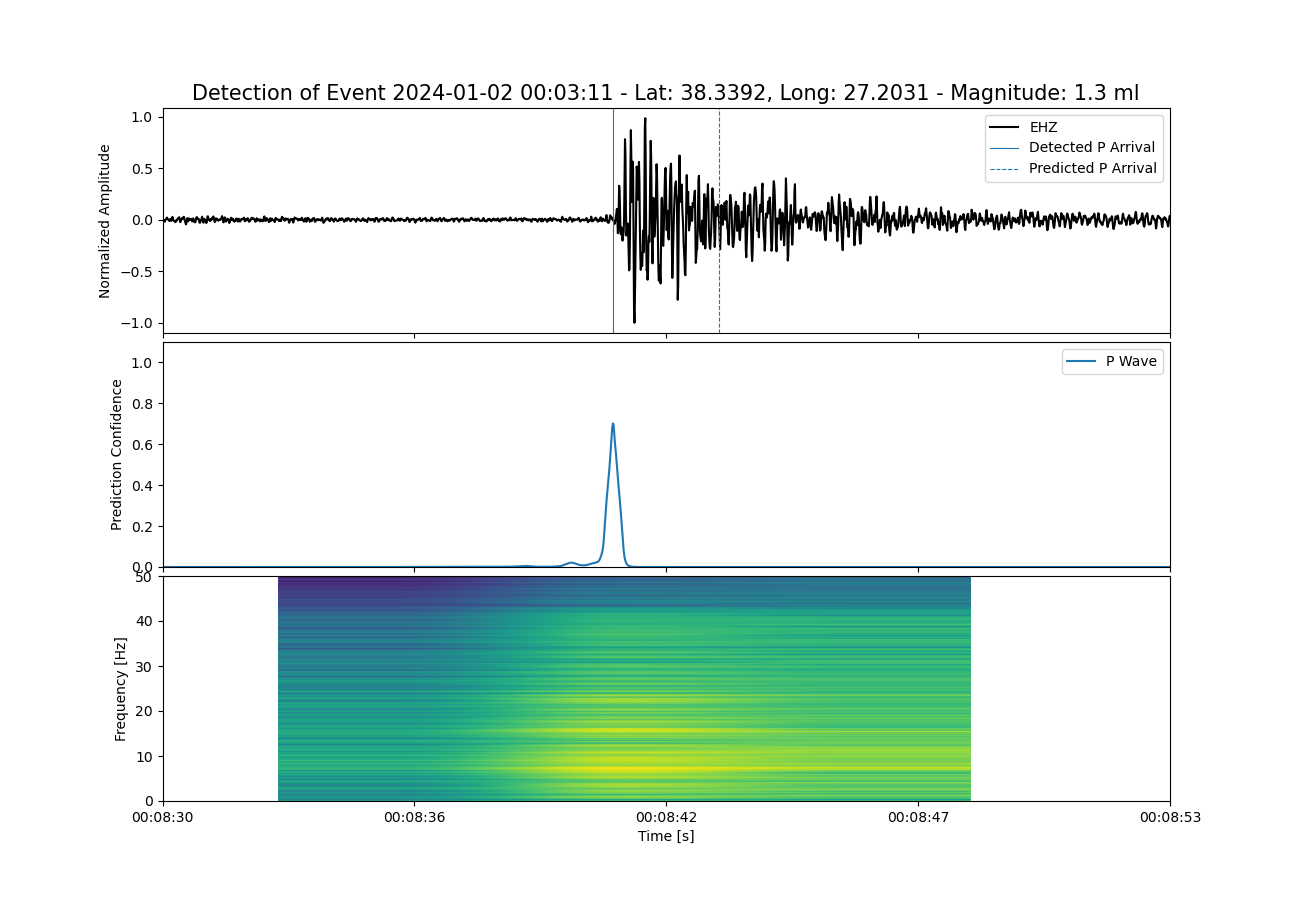 Detection of Event 2024-01-02 00:03:11 - Lat: 38.3392, Long: 27.2031 - Magnitude: 1.3 ml
1.0
0.5
0.0
−0.5
−1.0
Normalized Amplitude
EHZ
Detected P Arrival
Predicted P Arrival
1.0
0.8
0.6
0.4
0.2
0.0
Prediction Confidence
P Wave
50
40
30
20
10
0
Frequency [Hz]
00:08:30 00:08:36 00:08:42 00:08:47 00:08:53
Time [s]